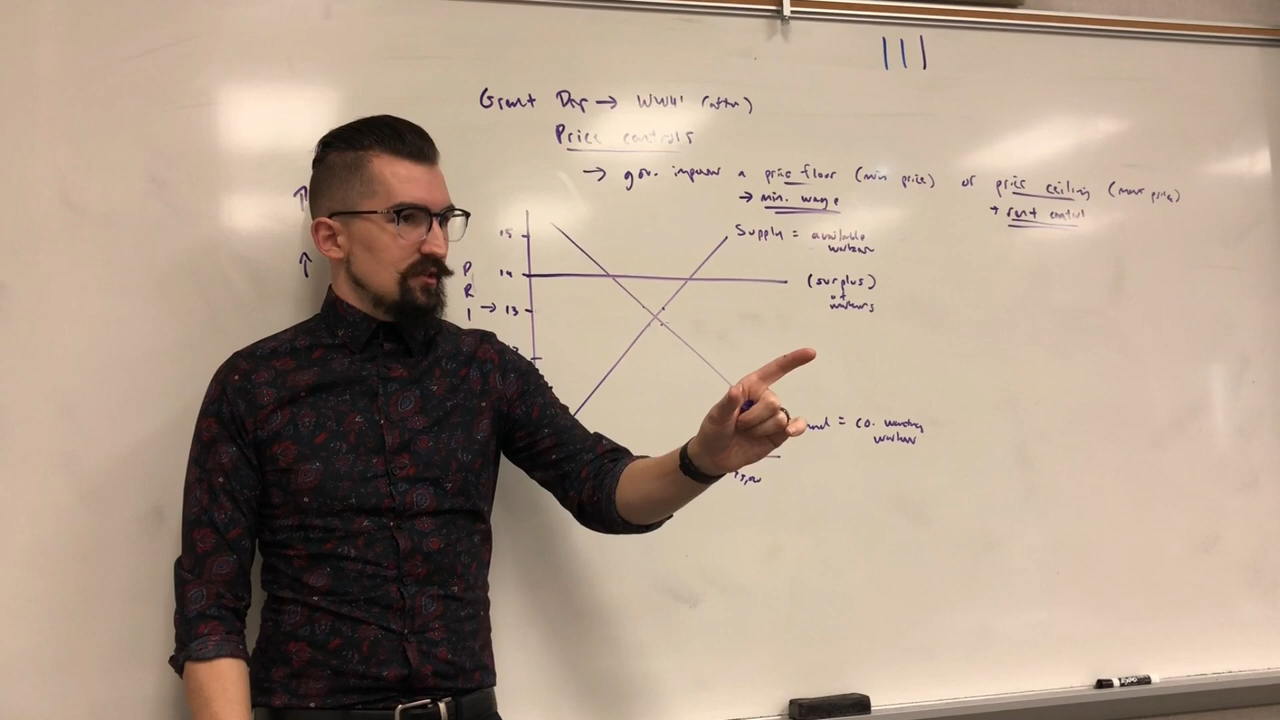 | | |
Great Dep → WWII (after)
Price controls
→ gov. imposes a price floor (min price) or price ceiling (max price)
→ min. wage
→ rent control
Supply = available
workers
15
14
(surplus)
of
workers
P
R
I → 13
= co. wanting
workers
EXPO